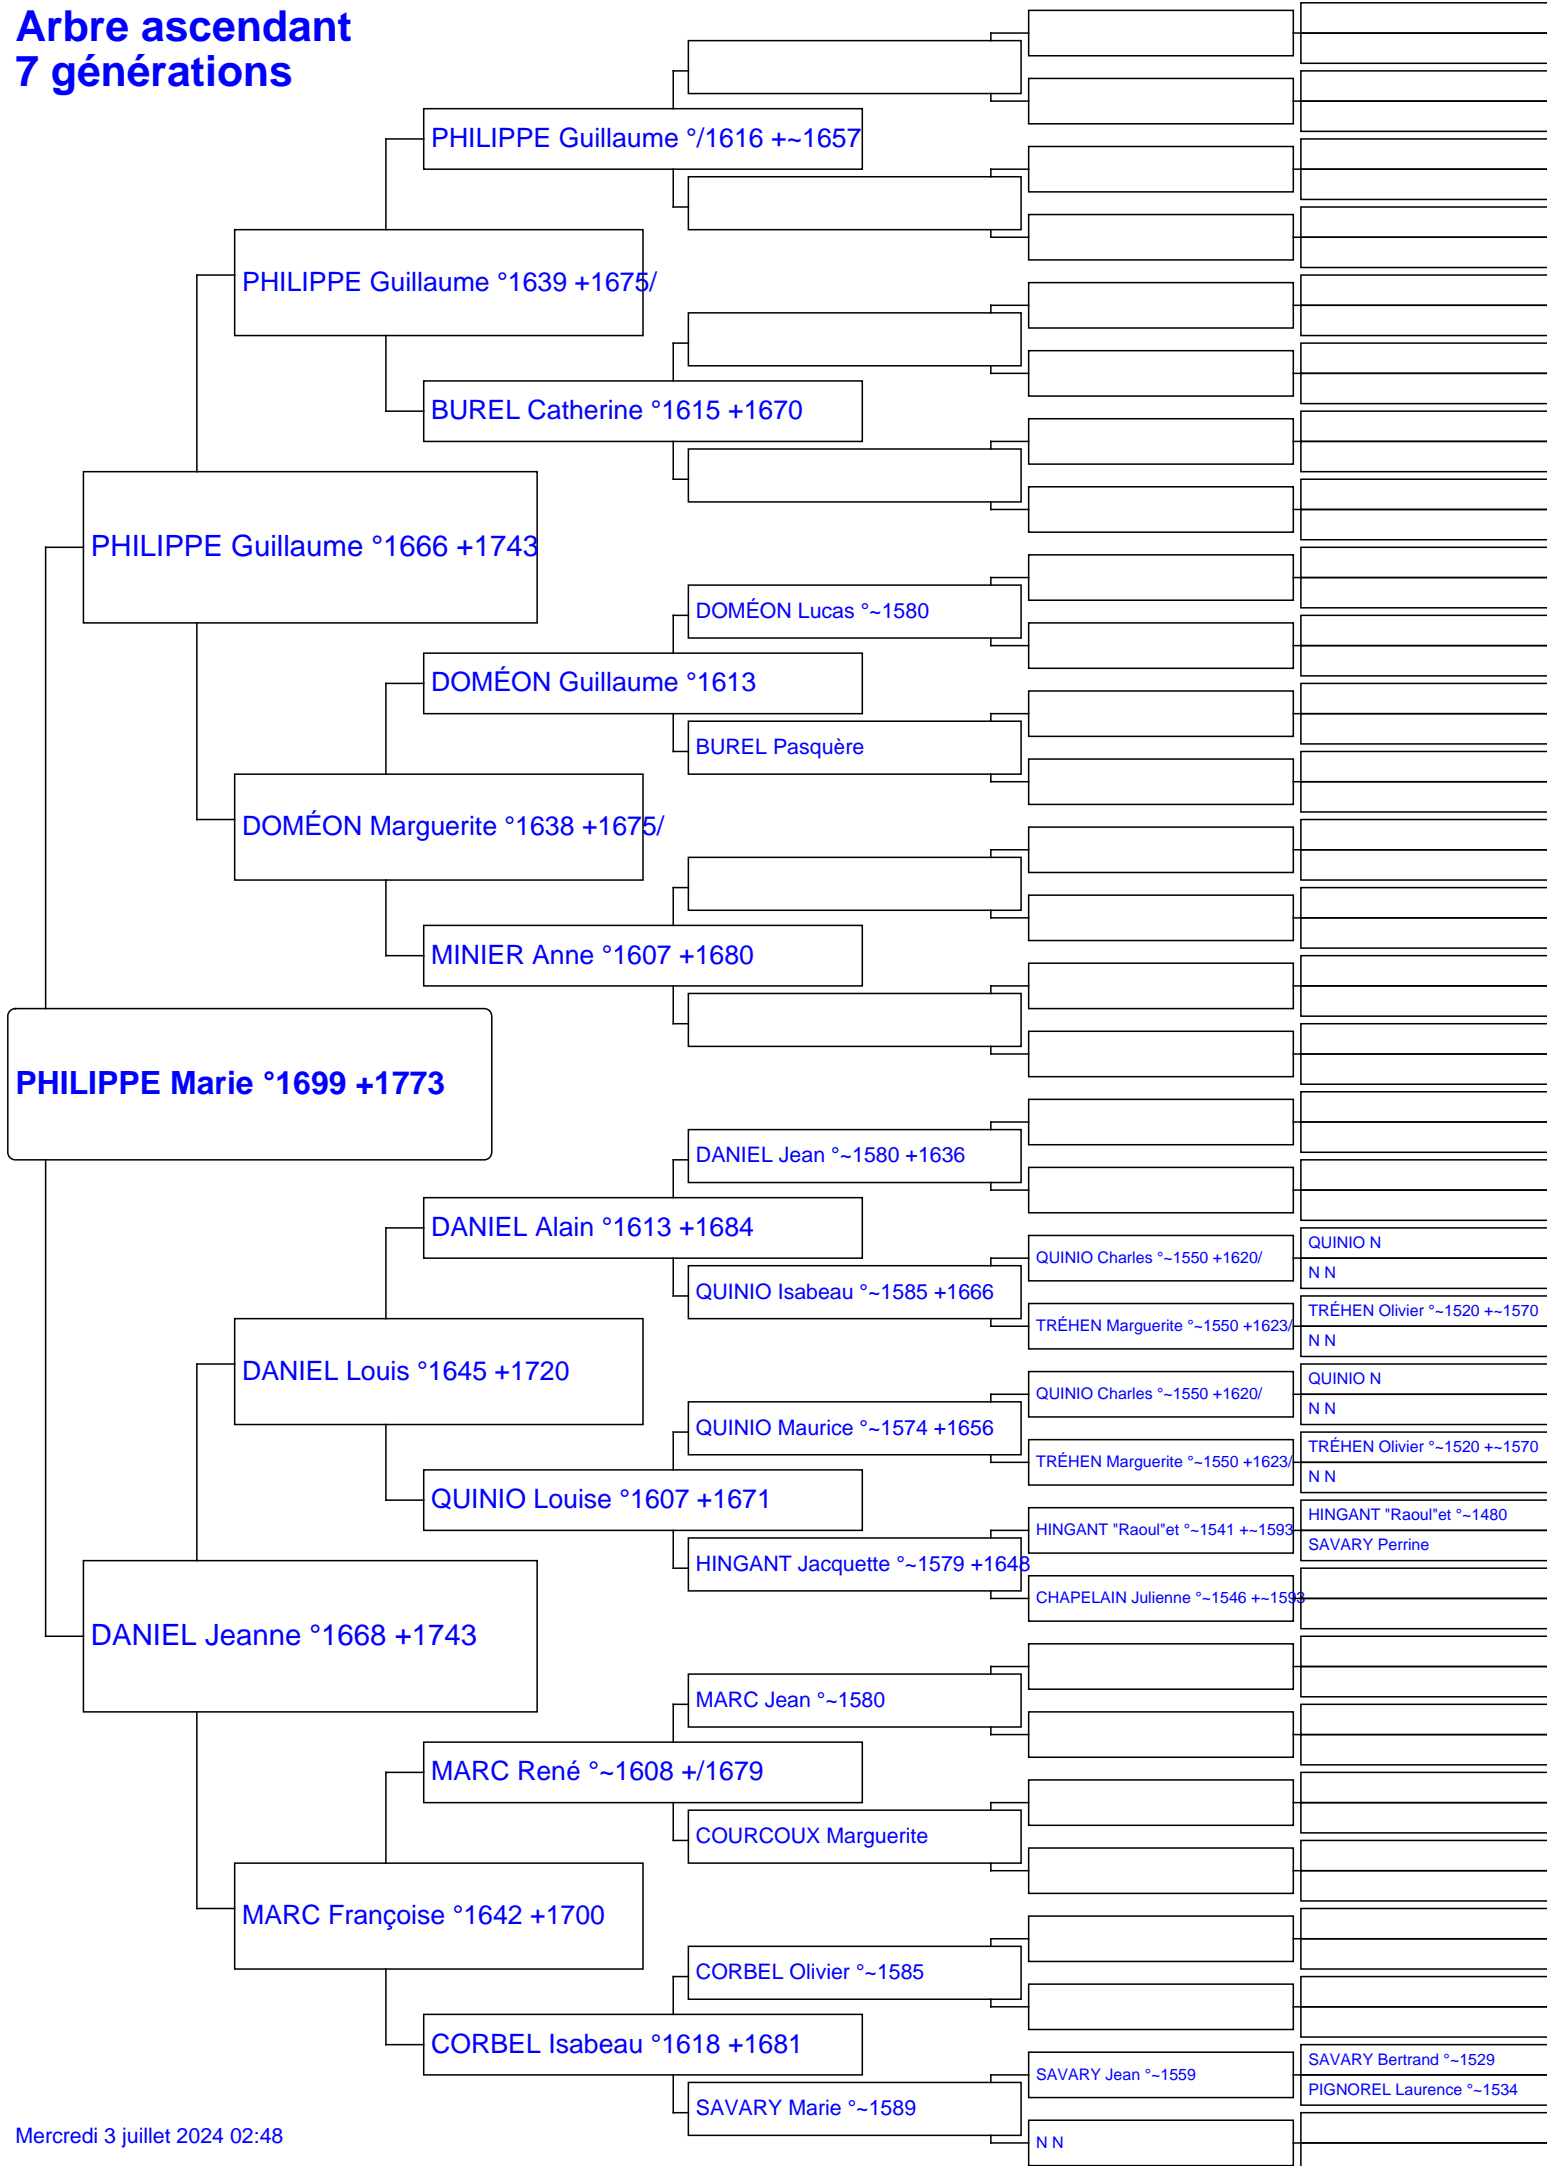 Arbre ascendant
7 générations
PHILIPPE Guillaume °/1616 +~1657
PHILIPPE Guillaume °1639 +1675/
BUREL Catherine °1615 +1670
PHILIPPE Guillaume °1666 +1743
DOMÉON Lucas °~1580
DOMÉON Guillaume °1613
BUREL Pasquère
DOMÉON Marguerite °1638 +1675/
MINIER Anne °1607 +1680
PHILIPPE Marie °1699 +1773
DANIEL Jean °~1580 +1636
DANIEL Alain °1613 +1684
QUINIO N
QUINIO Charles °~1550 +1620/
N N
QUINIO Isabeau °~1585 +1666
TRÉHEN Olivier °~1520 +~1570
TRÉHEN Marguerite °~1550 +1623/
N N
DANIEL Louis °1645 +1720
QUINIO N
QUINIO Charles °~1550 +1620/
N N
QUINIO Maurice °~1574 +1656
TRÉHEN Olivier °~1520 +~1570
TRÉHEN Marguerite °~1550 +1623/
N N
QUINIO Louise °1607 +1671
HINGANT "Raoul"et °~1480
HINGANT "Raoul"et °~1541 +~1593
SAVARY Perrine
HINGANT Jacquette °~1579 +1648
CHAPELAIN Julienne °~1546 +~1593
DANIEL Jeanne °1668 +1743
MARC Jean °~1580
MARC René °~1608 +/1679
COURCOUX Marguerite
MARC Françoise °1642 +1700
CORBEL Olivier °~1585
CORBEL Isabeau °1618 +1681
SAVARY Bertrand °~1529
SAVARY Jean °~1559
PIGNOREL Laurence °~1534
SAVARY Marie °~1589
N N
Mercredi 3 juillet 2024 02:48